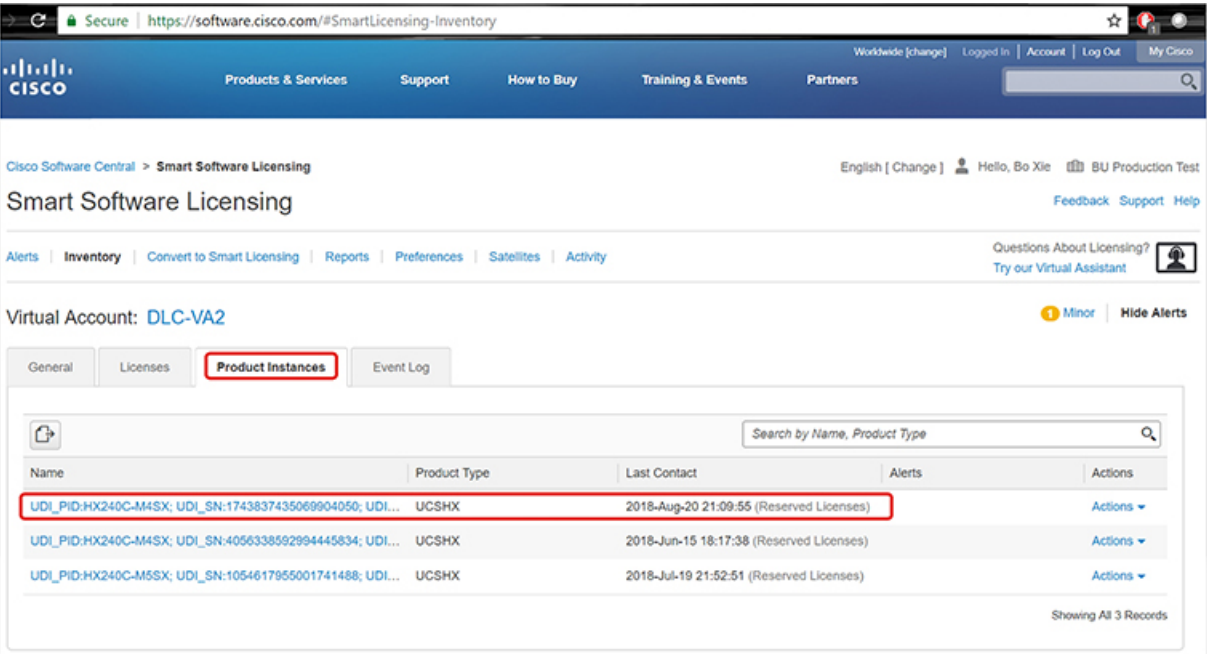 Secure | https://software.cisco.com/#SmartLicensing-Inventory
1
Worldwide [change] Logged In | Account | Log Out My Cisco
CISCO
Products & Services Support How to Buy Training & Events Partners
Cisco Software Central > Smart Software Licensing
English [ Change ] Hello, Bo Xie BU Production Test
Smart Software Licensing
Feedback Support Help
Alerts | Inventory | Convert to Smart Licensing | Reports | Preferences | Satellites | Activity
Questions About Licensing?
Try our Virtual Assistant
Virtual Account: DLC-VA2
1 Minor | Hide Alerts
General Licenses Product Instances Event Log
Search by Name, Product Type
Name Product Type Last Contact Alerts Actions
UDI_PID:HX240C-M4SX; UDI_SN:1743837435069904050; UDI... UCSHX 2018-Aug-20 21:09:55 (Reserved Licenses) Actions
UDI_PID:HX240C-M4SX; UDI_SN:4056338592994445834; UDI... UCSHX 2018-Jun-15 18:17:38 (Reserved Licenses) Actions
UDI_PID:HX240C-M5SX; UDI_SN:1054617955001741488; UDI... UCSHX 2018-Jul-19 21:52:51 (Reserved Licenses) Actions
Showing All 3 Records